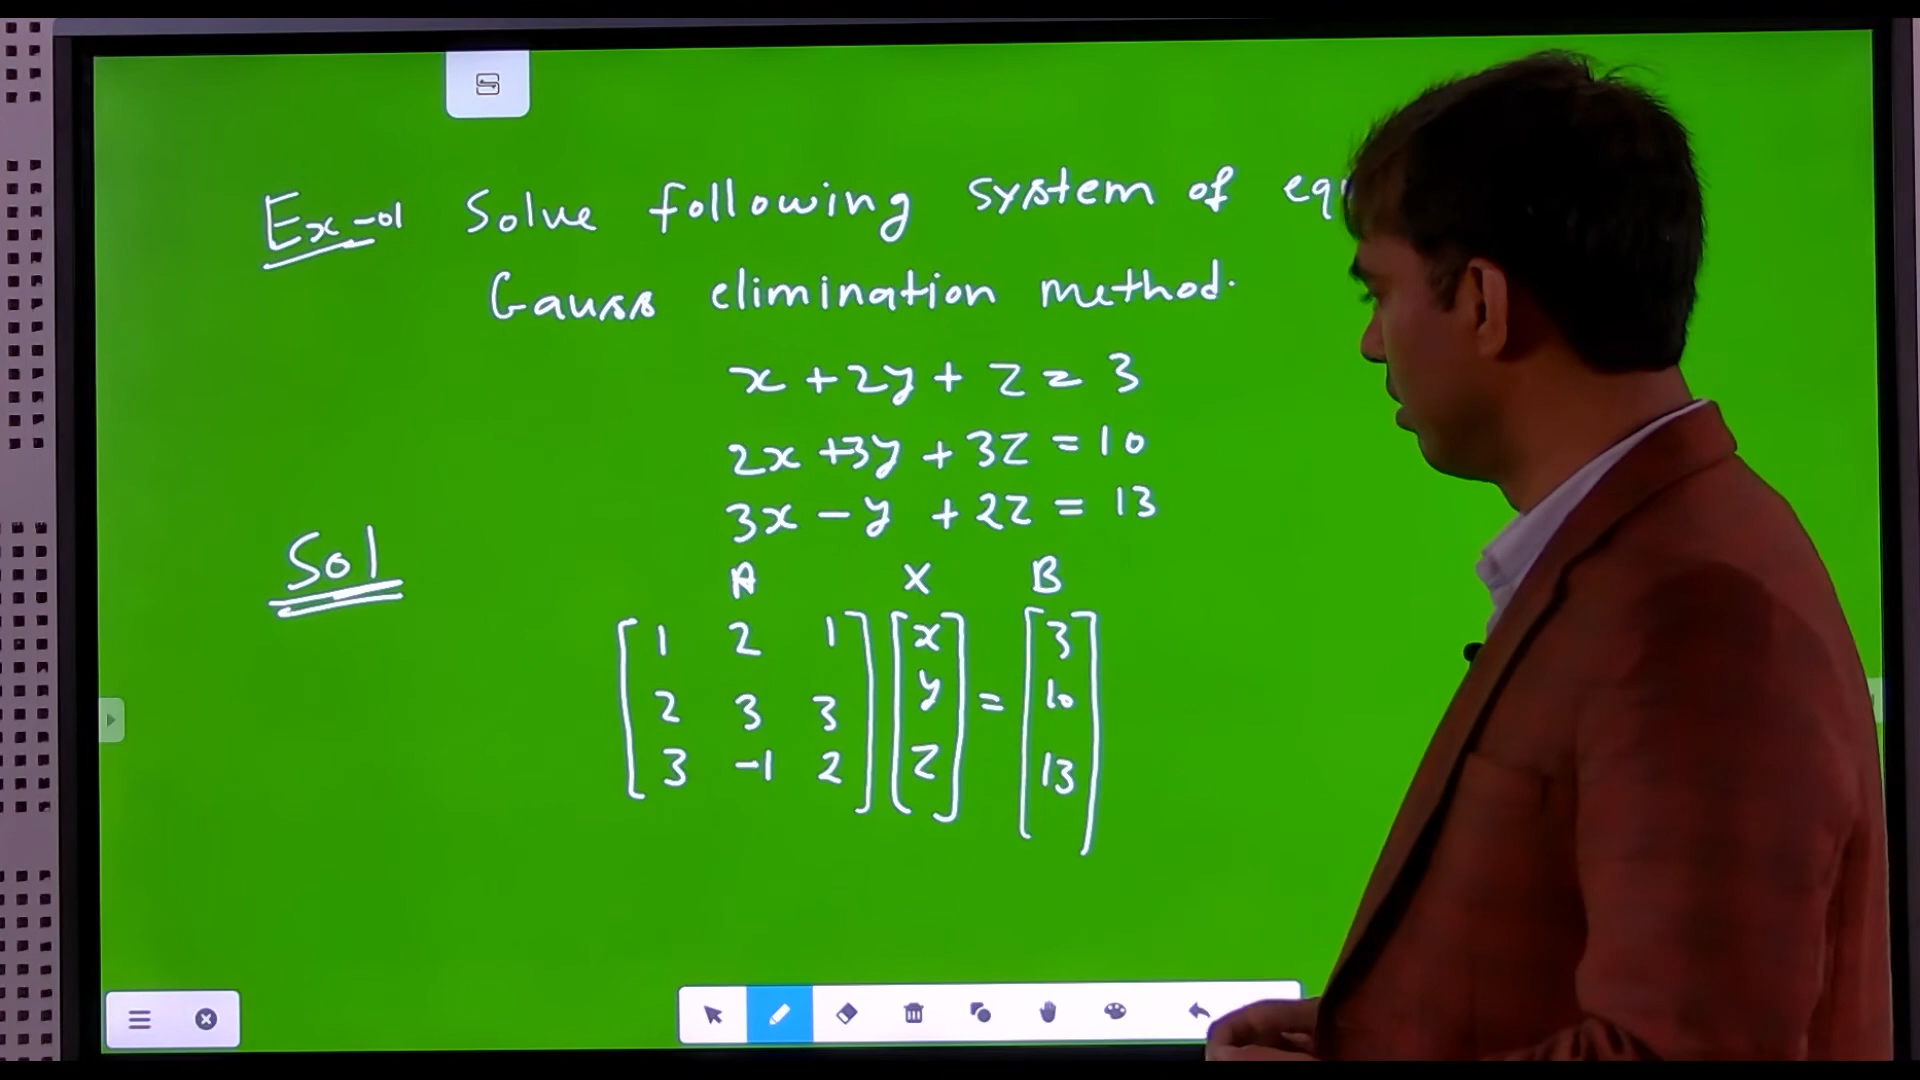 Ex-01 Solve following system of
Gauss elimination method.
x + 2y + z = 3
2x + 3y + 3z = 10
3x - y + 2z = 13
Sol
A X B
[1 2 1] [x] [3]
[2 3 3] [y] = [10]
[3 -1 2] [z] [13]